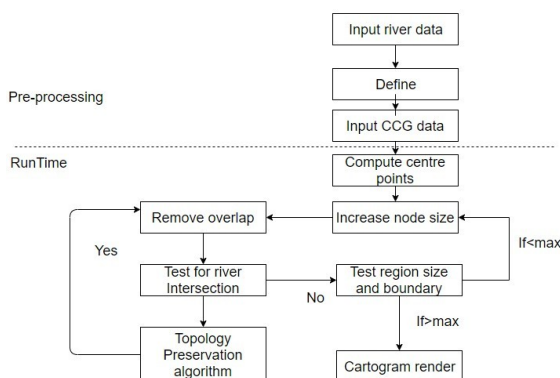 Input river data
Define
Pre-processing
Input CCG data
RunTime
Compute centre
points
Remove overlap
Increase node size
Yes
If<max
Test for river
Intersection
No
Test region size
and boundary
If>max
Topology
Preservation
algorithm
Cartogram render